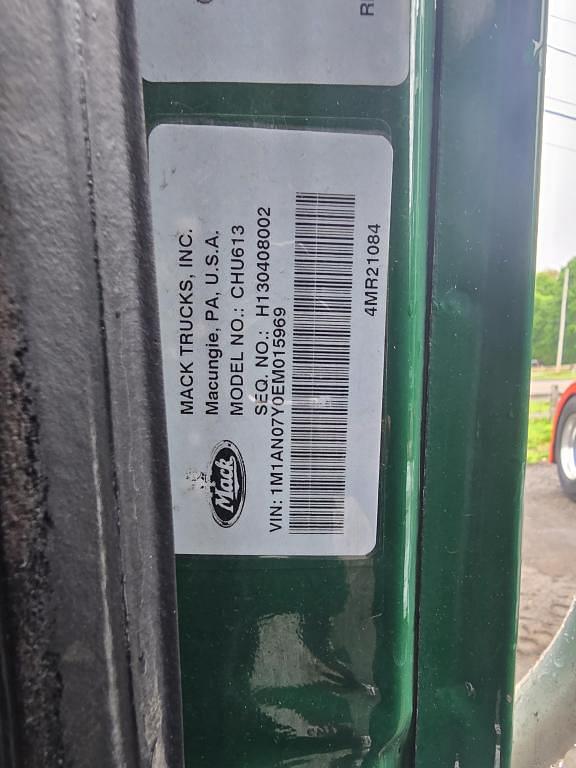 MACK TRUCKS, INC.
Macungie, PA, U.S.A.
MODEL NO.: CHU613
SEQ. NO.: H130408002
Mack
VIN: 1M1AN07Y0EM015969
4MR21084